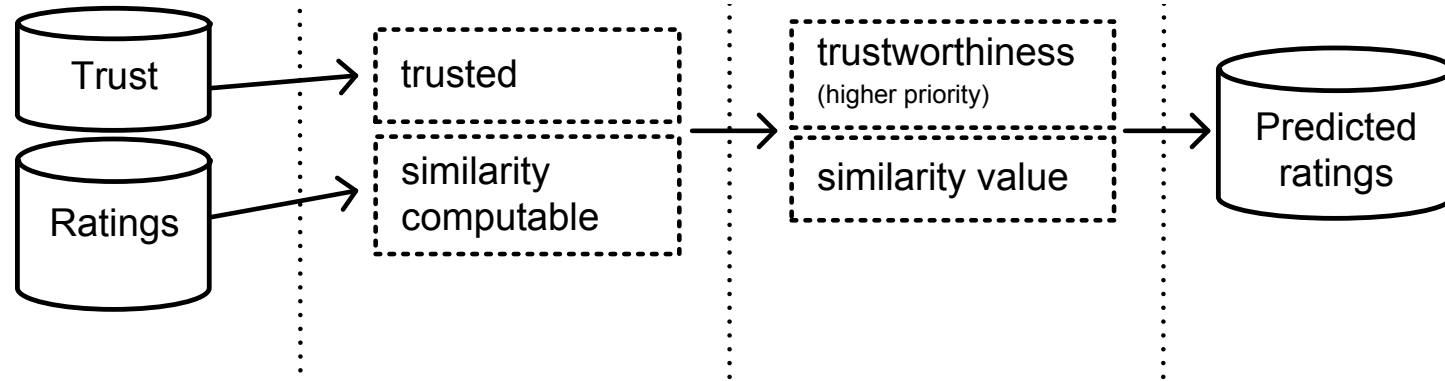 Trust
Ratings
trusted
similarity
computable
trustworthiness
(higher priority)
similarity value
Predicted
ratings